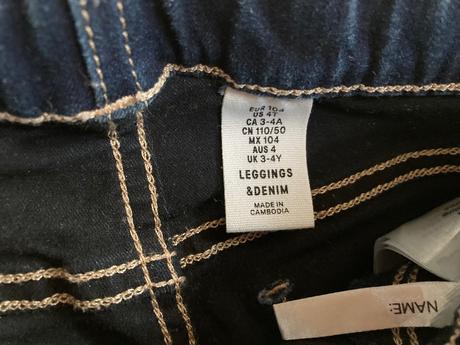 EUR 104
US 4Y
CA 3-4A
CN 110/50
MX 104
AUS 4
UK 3-4Y
LEGGINGS
&DENIM
MADE IN
CAMBODIA
NAME: